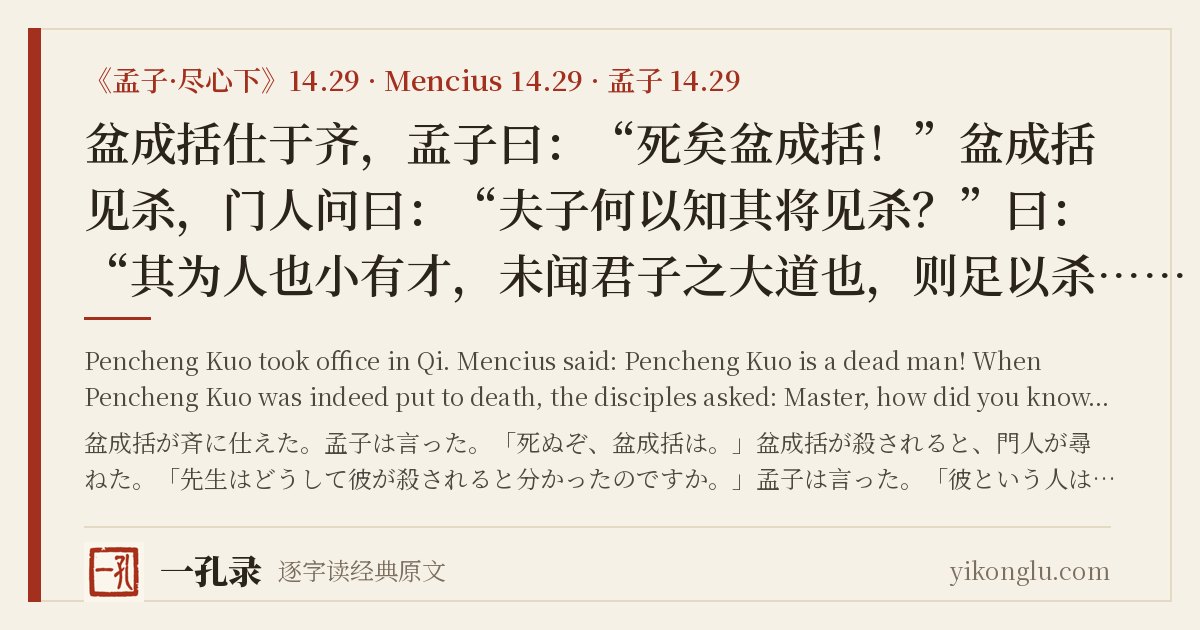 《孟子·尽心下》14.29 · Mencius 14.29 · 孟子 14.29
盆成括仕于齐，孟子曰：“死矣盆成括！”盆成括
见杀，门人问曰：“夫子何以知其将见杀？”曰：
“其为人也小有才，未闻君子之大道也，则足以杀……
Pencheng Kuo took office in Qi. Mencius said: Pencheng Kuo is a dead man! When
Pencheng Kuo was indeed put to death, the disciples asked: Master, how did you know...
盆成括が斉に仕えた。孟子は言った。「死ぬぞ、盆成括は。」盆成括が殺されると、門人が尋
ねた。「先生はどうして彼が殺されると分かったのですか。」孟子は言った。「彼という人は…
一孔
一孔录 逐字读经典原文 yikonglu.com